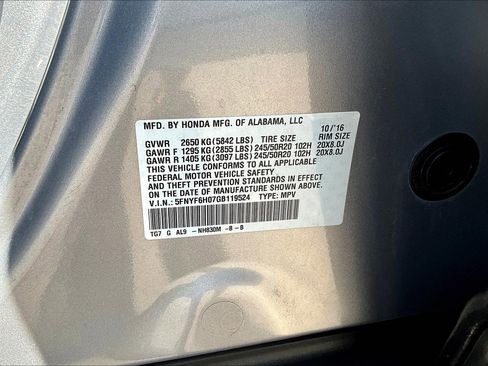 MFD. BY HONDA MFG. OF ALABAMA, LLC 10/'16
GVWR 2650 KG (5842 LBS) TIRE SIZE RIM SIZE
GAWR F 1295 KG (2855 LBS) 245/50R20 102H 20X8.0J
GAWR R 1405 KG (3097 LBS) 245/50R20 102H 20X8.0J
THIS VEHICLE CONFORMS TO ALL APPLICABLE
FEDERAL MOTOR VEHICLE SAFETY
AND THEFT PREVENTION STANDARDS IN EFFECT
ON THE DATE OF MANUFACTURE SHOWN ABOVE.
V.I.N.: 5FNYF6H07GB119524 TYPE: MPV
TG7 G AL9 -NH830M -B - B